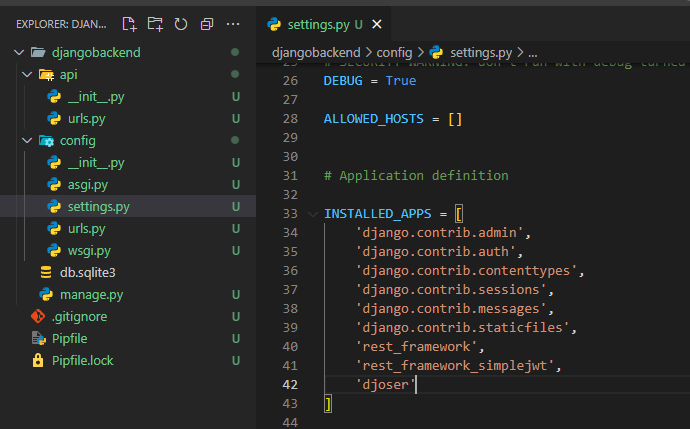 EXPLORER: DJAN...
djangobackend
api
__init__.py U
urls.py U
config
__init__.py U
asgi.py U
settings.py U
urls.py U
wsgi.py U
db.sqlite3
manage.py U
.gitignore U
Pipfile U
Pipfile.lock U
settings.py U
djangobackend > config > settings.py > ...
25 # SECURITY WARNING: don't run with debug turned
26 DEBUG = True
27
28 ALLOWED_HOSTS = []
29
30
31 # Application definition
32
33 INSTALLED_APPS = [
34 'django.contrib.admin',
35 'django.contrib.auth',
36 'django.contrib.contenttypes',
37 'django.contrib.sessions',
38 'django.contrib.messages',
39 'django.contrib.staticfiles',
40 'rest_framework',
41 'rest_framework_simplejwt',
42 'djoser'
43 ]
44